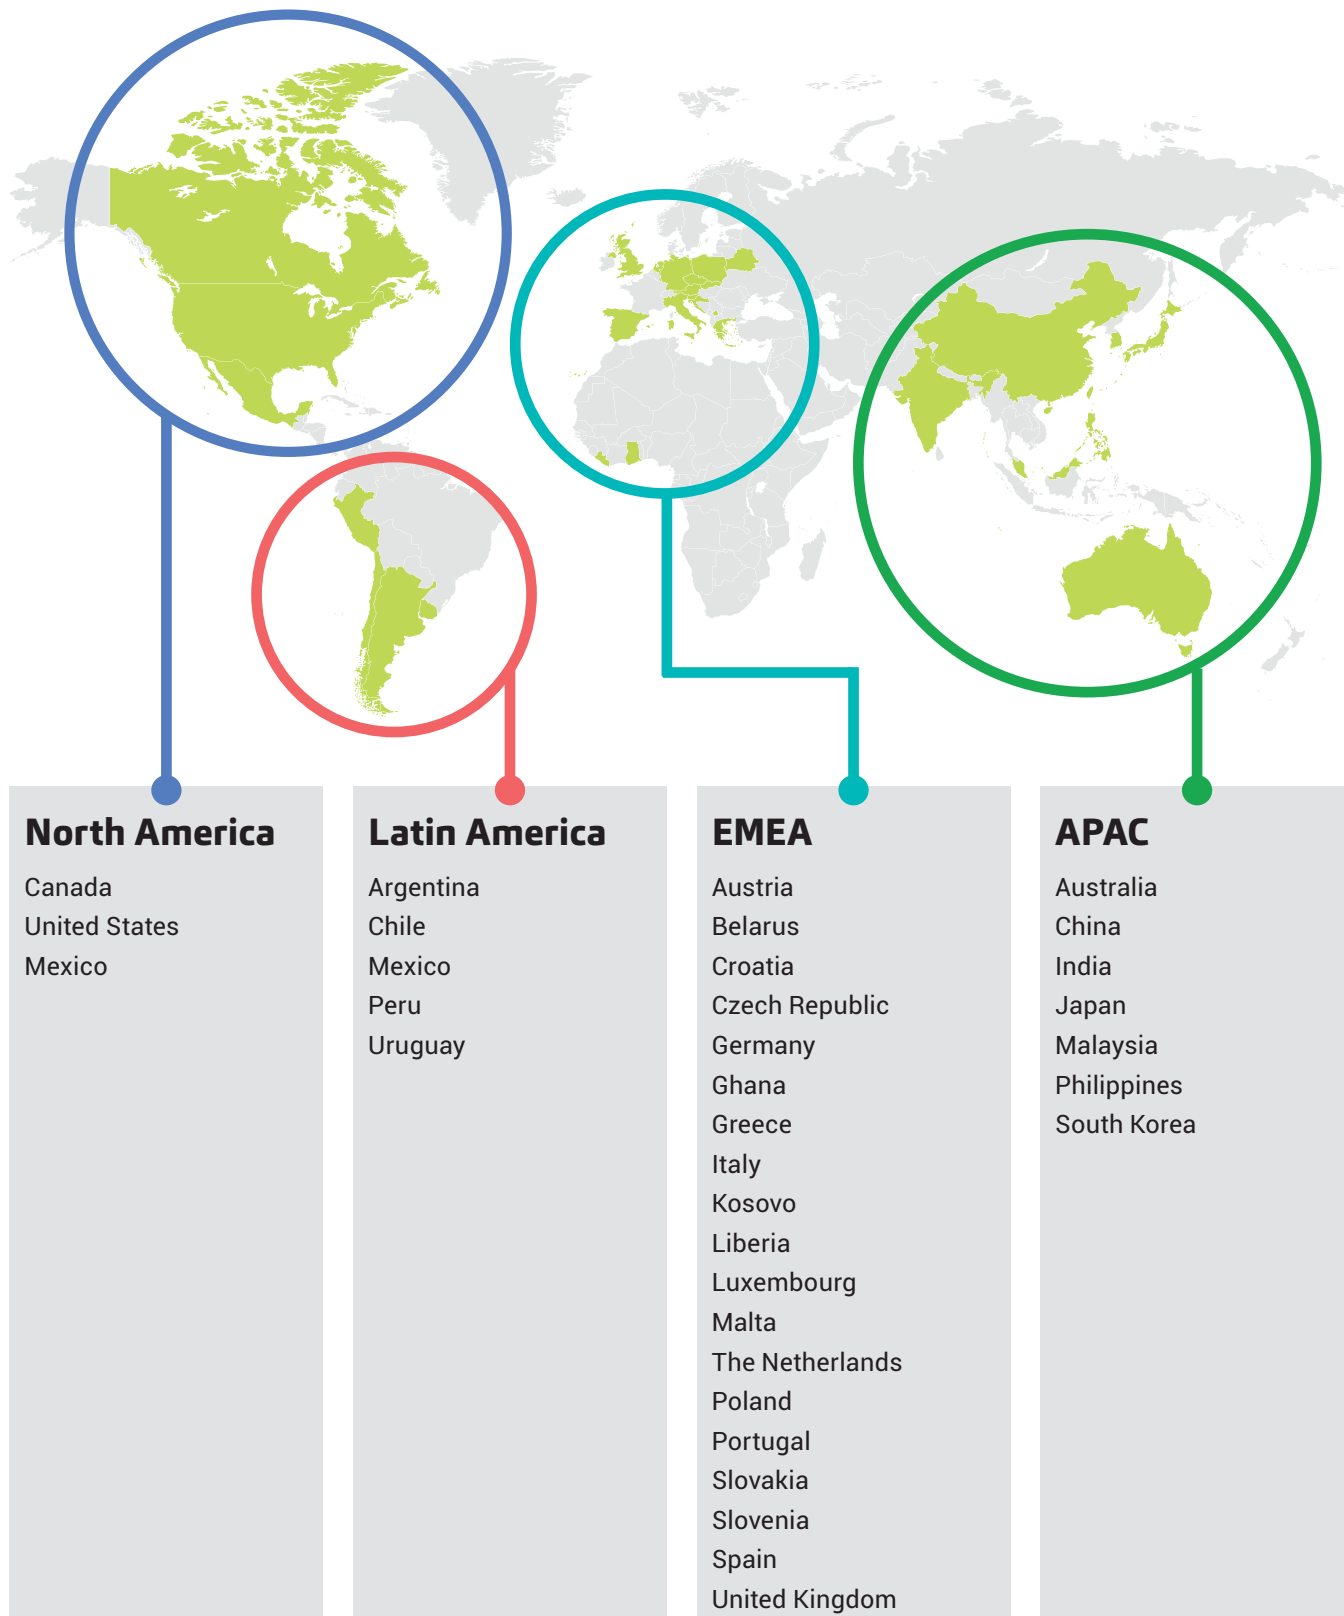 North America
Canada
United States
Mexico
Latin America
Argentina
Chile
Mexico
Peru
Uruguay
EMEA
Austria
Belarus
Croatia
Czech Republic
Germany
Ghana
Greece
Italy
Kosovo
Liberia
Luxembourg
Malta
The Netherlands
Poland
Portugal
Slovakia
Slovenia
Spain
United Kingdom
APAC
Australia
China
India
Japan
Malaysia
Philippines
South Korea